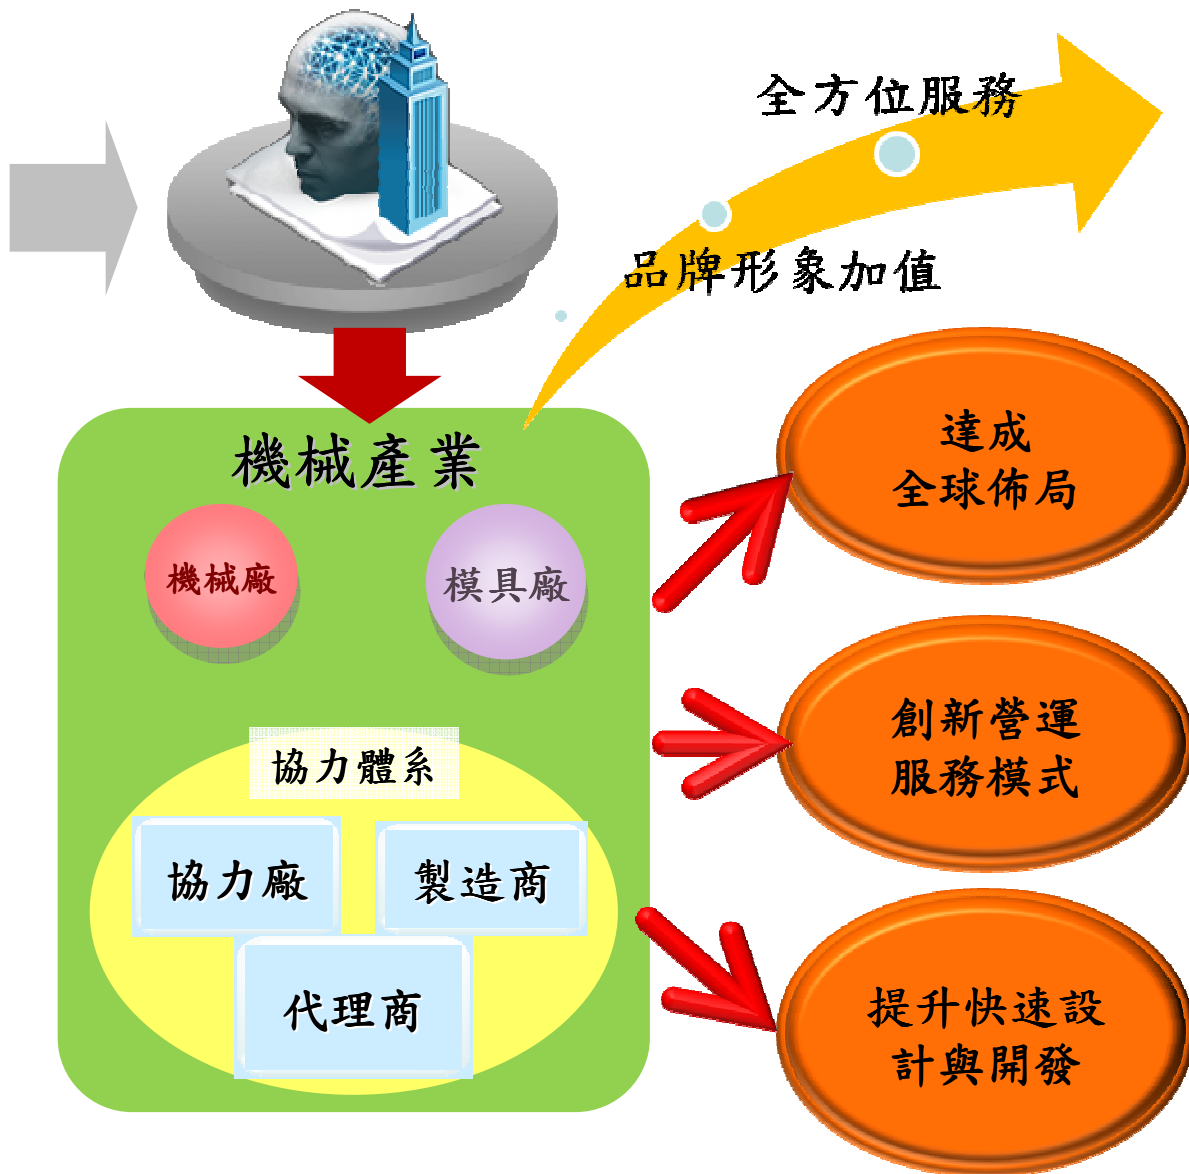 全方位服務
品牌形象加值
機械產業
機械廠
模具廠
協力體系
協力廠
製造商
代理商
達成
全球佈局
創新營運
服務模式
提升快速設
計與開發